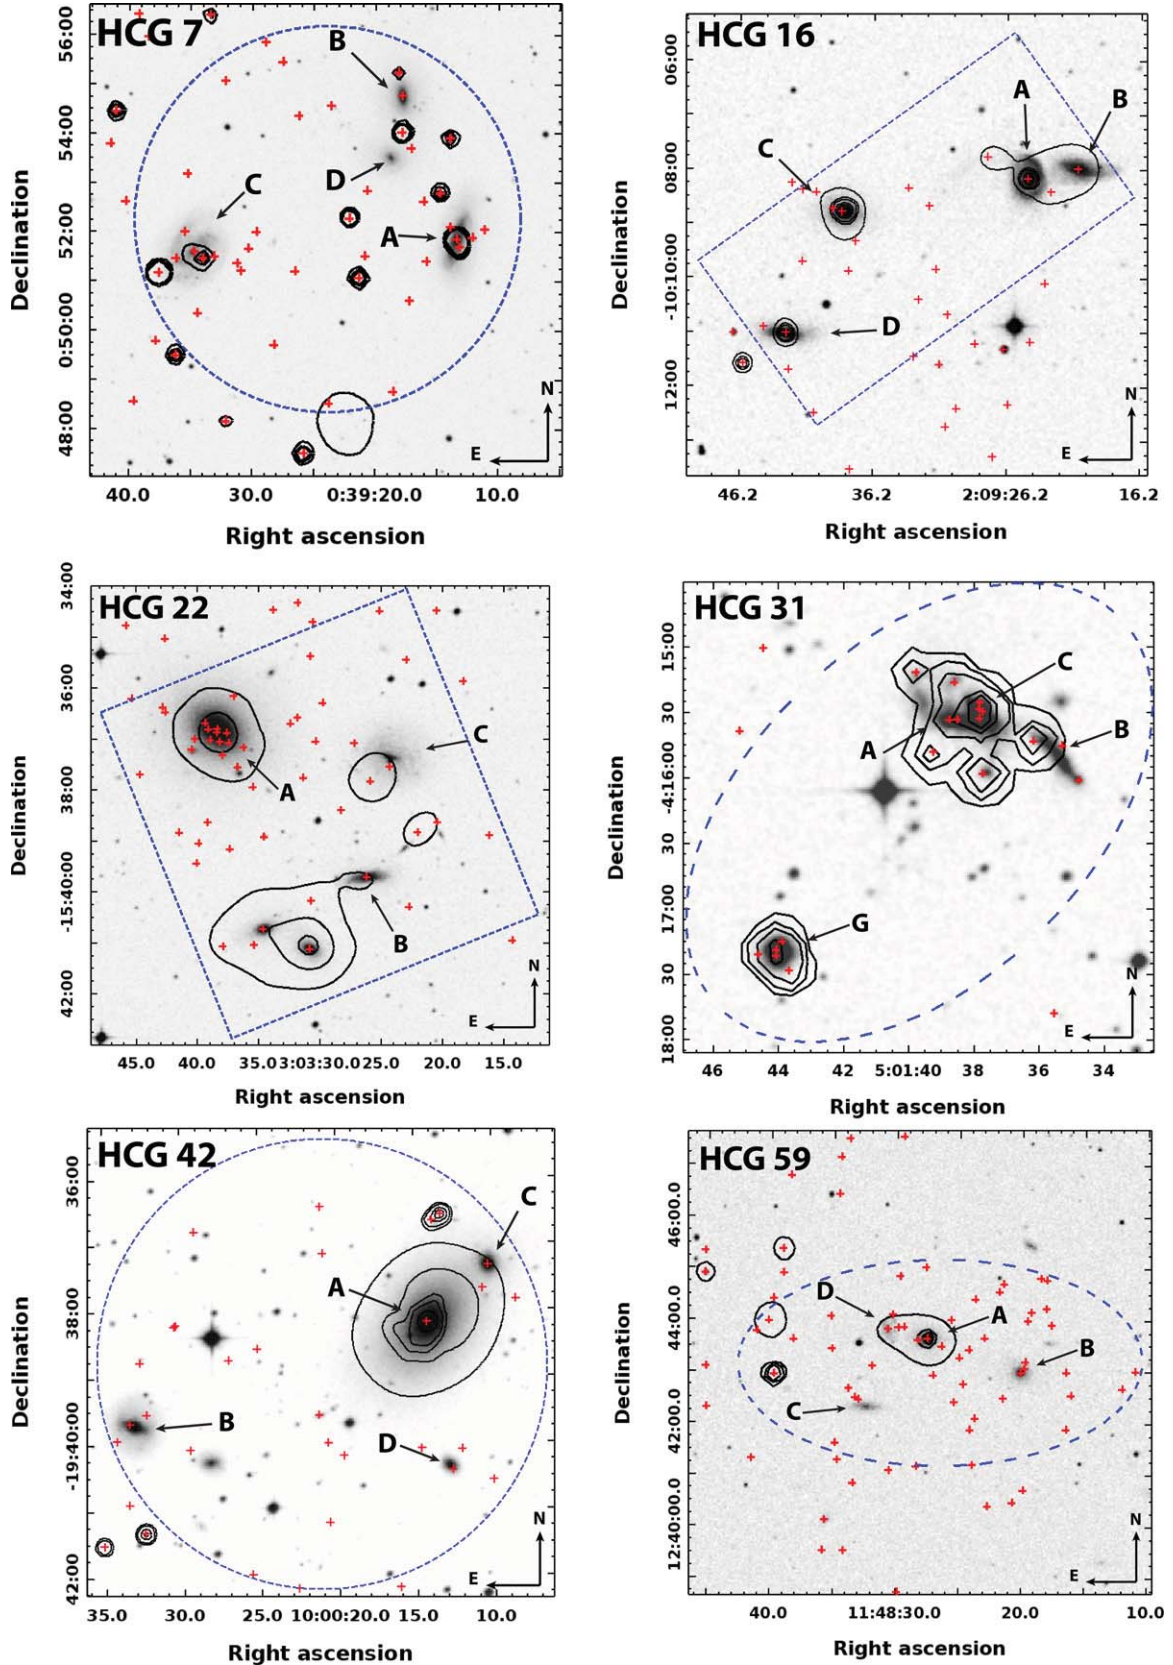 HCG 7
B
D
C
A
N
E
56:00
54:00
52:00
0:50:00
48:00
Declination
40.0 30.0 0:39:20.0 10.0
Right ascension
HCG 16
A
B
C
D
N
E
06:00
08:00
-10:10:00
12:00
Declination
46.2 36.2 2:09:26.2 16.2
Right ascension
HCG 22
C
A
B
N
E
34:00
36:00
38:00
-15:40:00
42:00
Declination
45.0 40.0 35.0 3:03:30.0 25.0 20.0
Right ascension
HCG 31
C
A
B
G
N
E
15:00
30
-4:16:00
30
17:00
30
18:00
Declination
46 44 42 5:01:40 38 36 34
Right ascension
HCG 42
C
A
B
D
N
E
36:00
38:00
-19:40:00
42:00
Declination
35.0 30.0 25.0 10:00:20.0 15.0 10.0
Right ascension
HCG 59
D
A
B
C
N
E
46:00.0
44:00.0
42:00.0
12:40:00.0
Declination
40.0 11:48:30.0 20.0 10.0
Right ascension